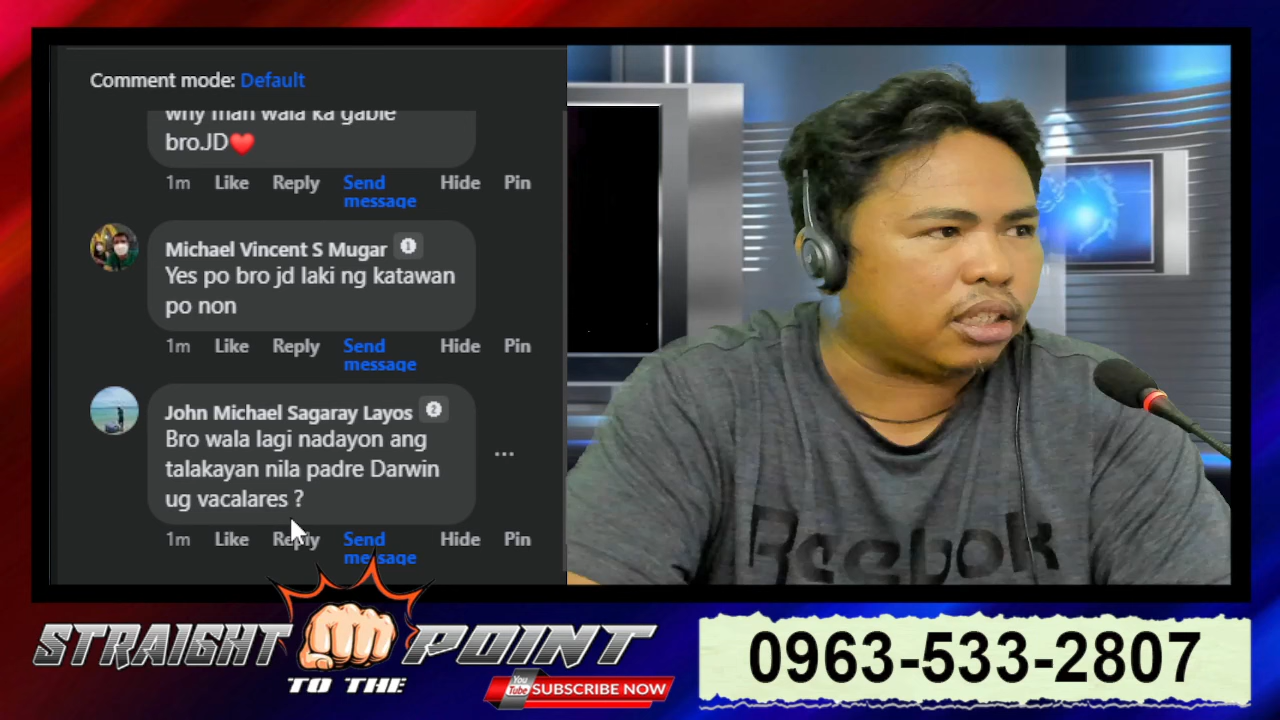 Comment mode: Default
why man wala ka gabie
bro.JD❤️
1m Like Reply Send message Hide Pin
Michael Vincent S Mugar
Yes po bro jd laki ng katawan
po non
1m Like Reply Send message Hide Pin
John Michael Sagaray Layos
Bro wala lagi nadayon ang
talakayan nila padre Darwin
ug vacalares ?
...
1m Like Reply Send message Hide Pin
Reebok
STRAIGHT POINT
TO THE
You Tube SUBSCRIBE NOW
0963-533-2807